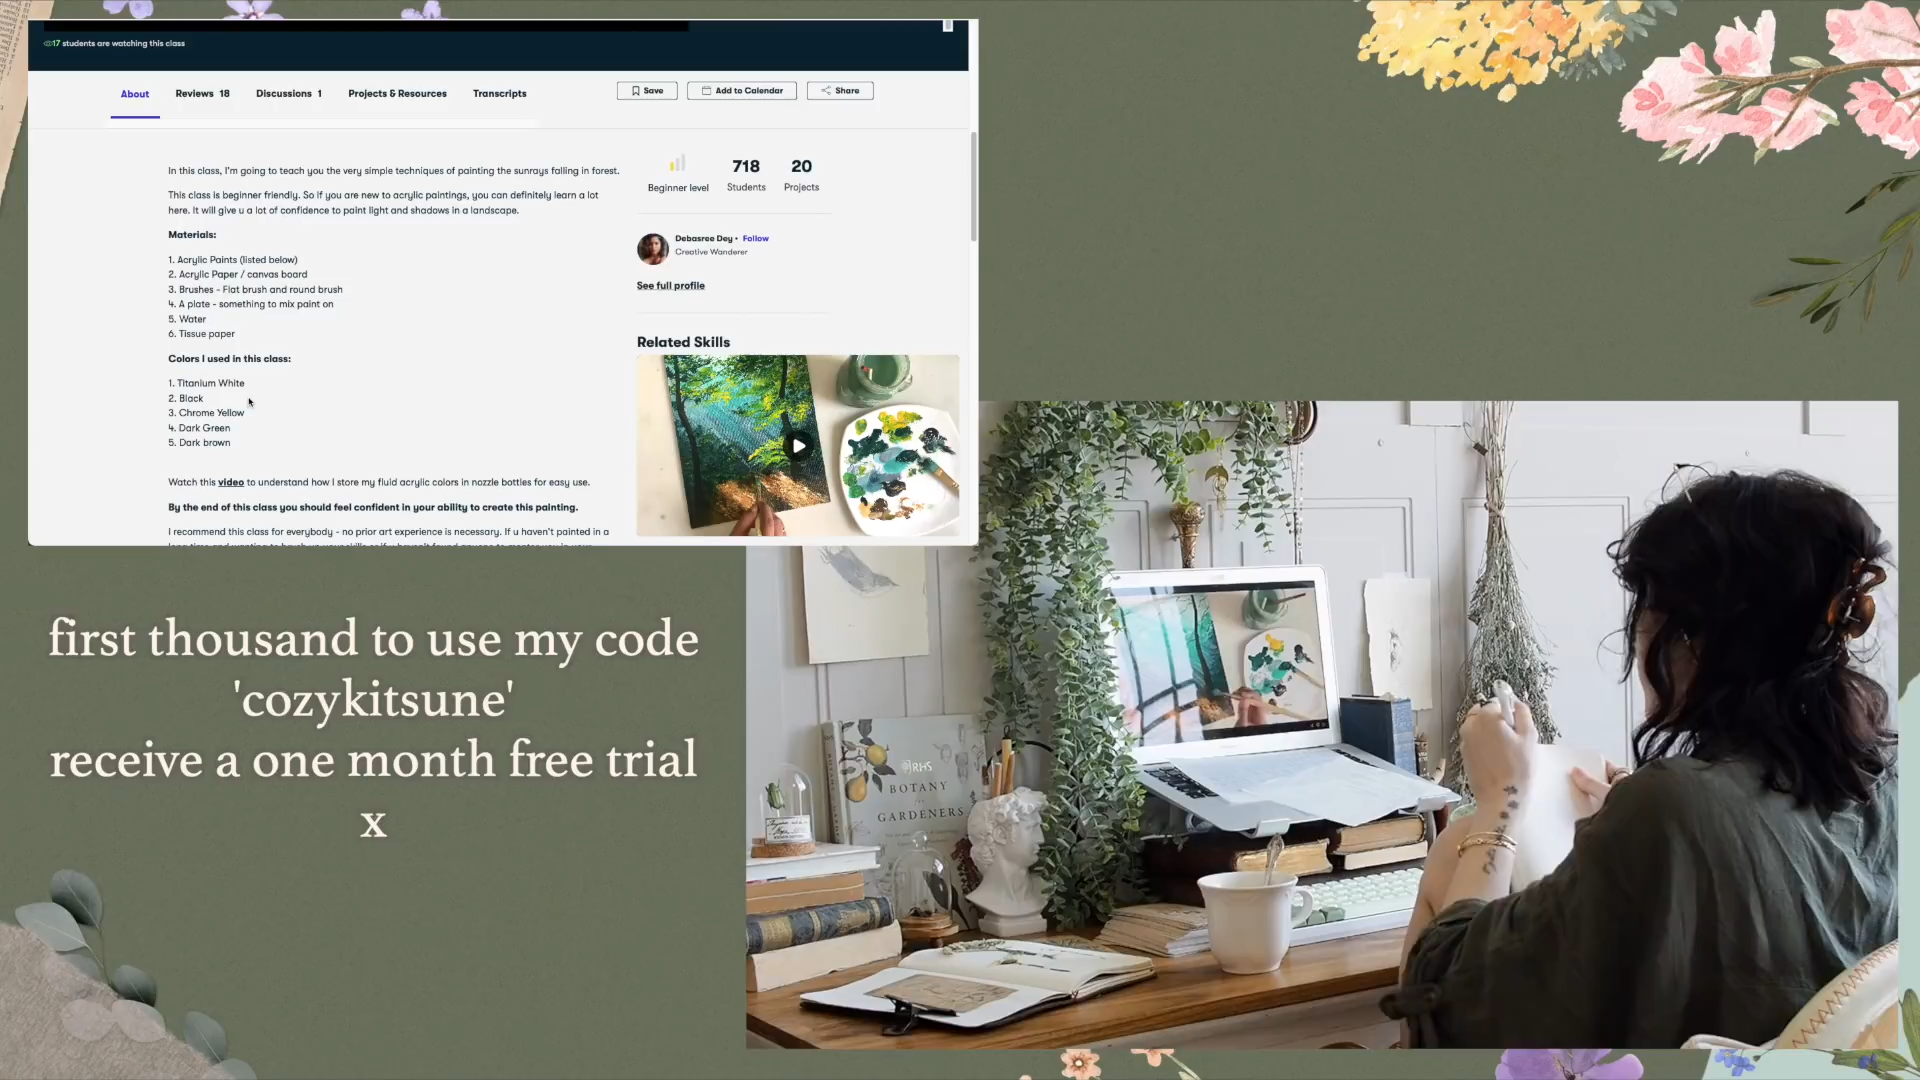 17 students are watching this class
About Reviews 18 Discussions 1 Projects & Resources Transcripts
Save Add to Calendar Share
In this class, I'm going to teach you the very simple techniques of painting the sunrays falling in forest.
This class is beginner friendly. So if you are new to acrylic paintings, you can definitely learn a lot
here. It will give u a lot of confidence to paint light and shadows in a landscape.
Materials:
1. Acrylic Paints (listed below)
2. Acrylic Paper / canvas board
3. Brushes - Flat brush and round brush
4. A plate - something to mix paint on
5. Water
6. Tissue paper
Colors I used in this class:
1. Titanium White
2. Black
3. Chrome Yellow
4. Dark Green
5. Dark brown
Watch this video to understand how I store my fluid acrylic colors in nozzle bottles for easy use.
By the end of this class you should feel confident in your ability to create this painting.
I recommend this class for everybody - no prior art experience is necessary. If u haven't painted in a
718 20
Beginner level Students Projects
Debasree Dey • Follow
Creative Wanderer
See full profile
Related Skills
first thousand to use my code
'cozykitsune'
receive a one month free trial
x
RHS
BOTANY
for
GARDENERS